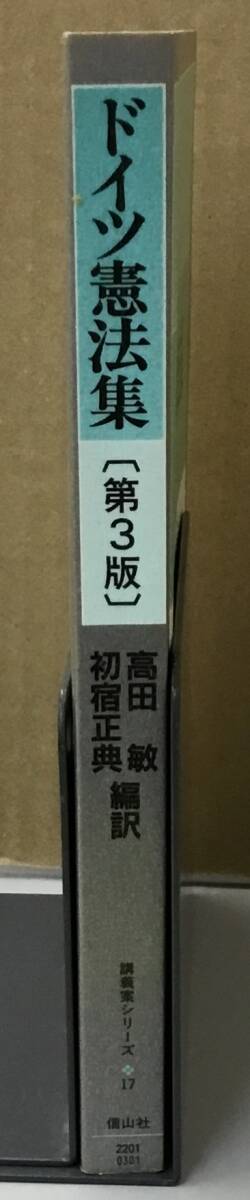 ドイツ憲法集
〔第3版〕
高田 敏
初宿正典
編訳
講義案シリーズ 17
信山社
2201
0301